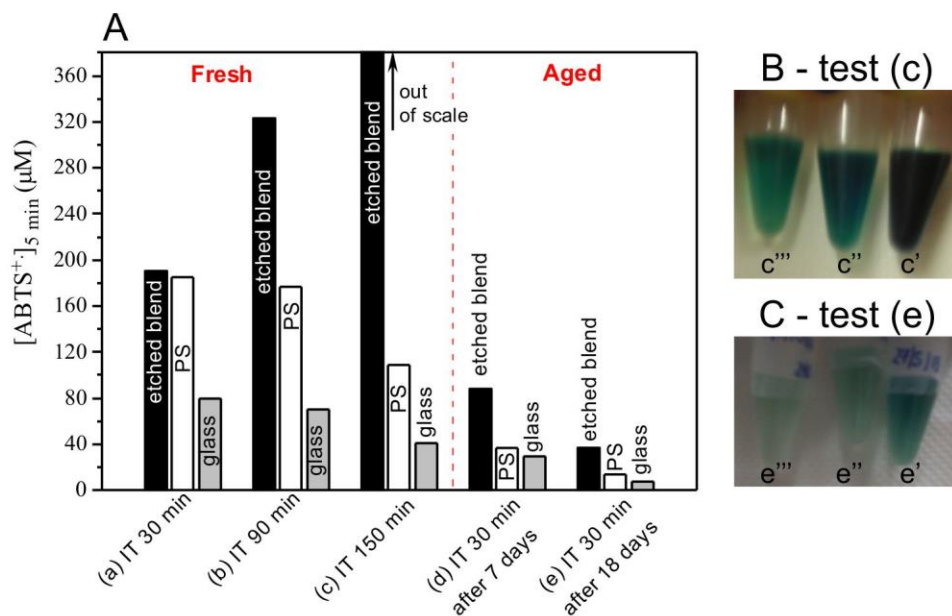 A
[ABTS⁺·]5 min (µM)
360
320
280
240
200
160
120
80
40
0
Fresh
Aged
out
of scale
etched blend
PS
glass
etched blend
PS
glass
etched blend
PS
glass
etched blend
PS
glass
etched blend
PS
glass
(a) IT 30 min
(b) IT 90 min
(c) IT 150 min
(d) IT 30 min
after 7 days
(e) IT 30 min
after 18 days
B - test (c)
c''' c'' c'
C - test (e)
e''' e'' e'